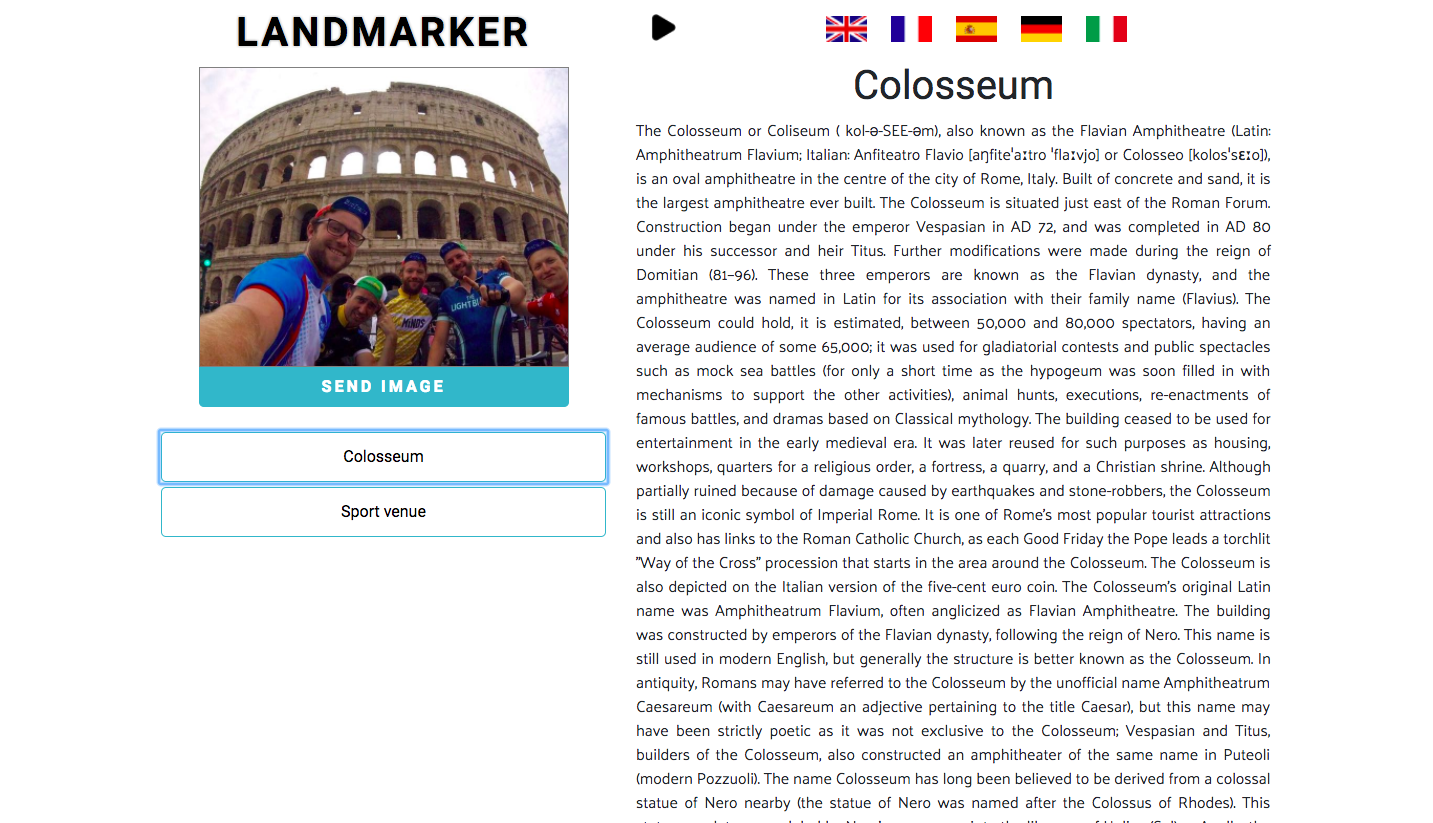 LANDMARKER
THE
LIGHTBL
MiNDS
SEND IMAGE
Colosseum
Sport venue
Colosseum
The Colosseum or Coliseum ( kol-ə-SEE-əm), also known as the Flavian Amphitheatre (Latin:
Amphitheatrum Flavium; Italian: Anfiteatro Flavio [aŋfiteˈaːtro ˈflaːvjo] or Colosseo [kolosˈsɛːo]),
is an oval amphitheatre in the centre of the city of Rome, Italy. Built of concrete and sand, it is
the largest amphitheatre ever built. The Colosseum is situated just east of the Roman Forum.
Construction began under the emperor Vespasian in AD 72, and was completed in AD 80
under his successor and heir Titus. Further modifications were made during the reign of
Domitian (81–96). These three emperors are known as the Flavian dynasty, and the
amphitheatre was named in Latin for its association with their family name (Flavius). The
Colosseum could hold, it is estimated, between 50,000 and 80,000 spectators, having an
average audience of some 65,000; it was used for gladiatorial contests and public spectacles
such as mock sea battles (for only a short time as the hypogeum was soon filled in with
mechanisms to support the other activities), animal hunts, executions, re-enactments of
famous battles, and dramas based on Classical mythology. The building ceased to be used for
entertainment in the early medieval era. It was later reused for such purposes as housing,
workshops, quarters for a religious order, a fortress, a quarry, and a Christian shrine. Although
partially ruined because of damage caused by earthquakes and stone-robbers, the Colosseum
is still an iconic symbol of Imperial Rome. It is one of Rome's most popular tourist attractions
and also has links to the Roman Catholic Church, as each Good Friday the Pope leads a torchlit
"Way of the Cross" procession that starts in the area around the Colosseum. The Colosseum is
also depicted on the Italian version of the five-cent euro coin. The Colosseum's original Latin
name was Amphitheatrum Flavium, often anglicized as Flavian Amphitheatre. The building
was constructed by emperors of the Flavian dynasty, following the reign of Nero. This name is
still used in modern English, but generally the structure is better known as the Colosseum. In
antiquity, Romans may have referred to the Colosseum by the unofficial name Amphitheatrum
Caesareum (with Caesareum an adjective pertaining to the title Caesar), but this name may
have been strictly poetic as it was not exclusive to the Colosseum; Vespasian and Titus,
builders of the Colosseum, also constructed an amphitheater of the same name in Puteoli
(modern Pozzuoli). The name Colosseum has long been believed to be derived from a colossal
statue of Nero nearby (the statue of Nero was named after the Colossus of Rhodes). This